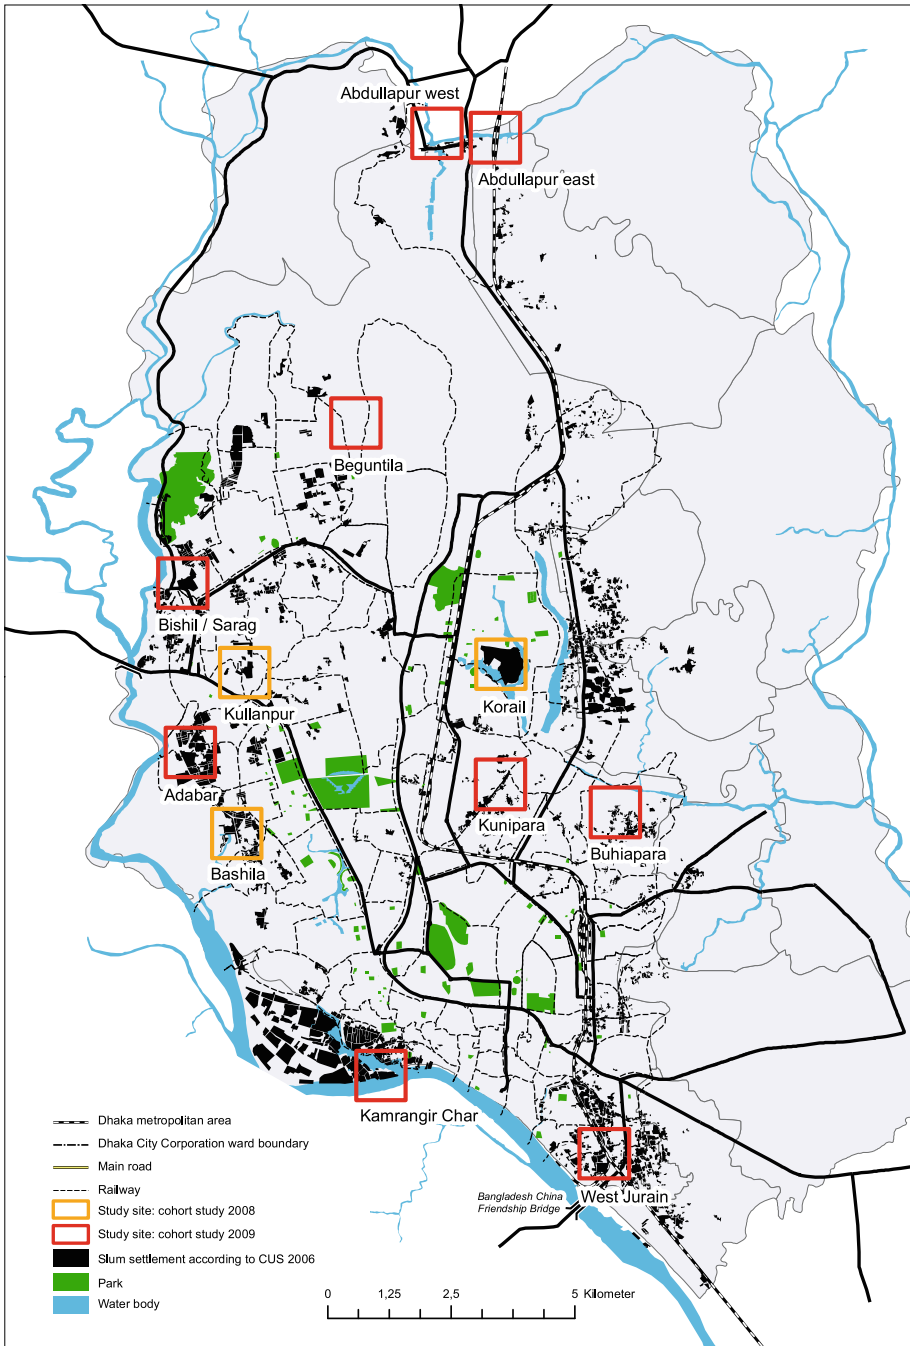 Abdullapur west
Abdullapur east
Beguntila
Bishil / Sarag
Korail
Kullanpur
Adabar
Kunipara
Buhiapara
Bashila
Kamrangir Char
West Jurain
Bangladesh China
Friendship Bridge
Dhaka metropolitan area
Dhaka City Corporation ward boundary
Main road
Railway
Study site: cohort study 2008
Study site: cohort study 2009
Slum settlement according to CUS 2006
Park
Water body
0 1,25 2,5 5 Kilometer